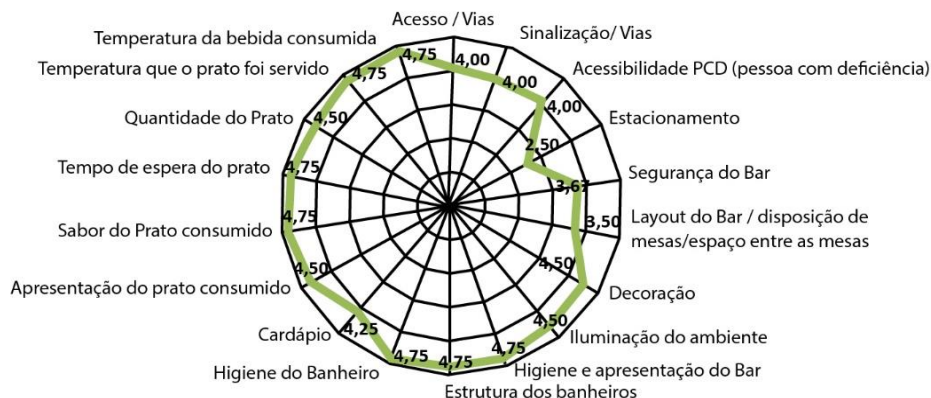 Acesso / Vias
4,00
Sinalização/ Vias
4,00
Acessibilidade PCD (pessoa com deficiência)
4,00
Estacionamento
2,50
Segurança do Bar
3,67
Layout do Bar / disposição de
mesas/espaço entre as mesas
3,50
Decoração
4,50
Iluminação do ambiente
4,50
Higiene e apresentação do Bar
4,75
Estrutura dos banheiros
4,75
Higiene do Banheiro
4,75
Cardápio
4,25
Apresentação do prato consumido
4,50
Sabor do Prato consumido
4,75
Tempo de espera do prato
4,75
Quantidade do Prato
4,50
Temperatura que o prato foi servido
4,75
Temperatura da bebida consumida
4,75